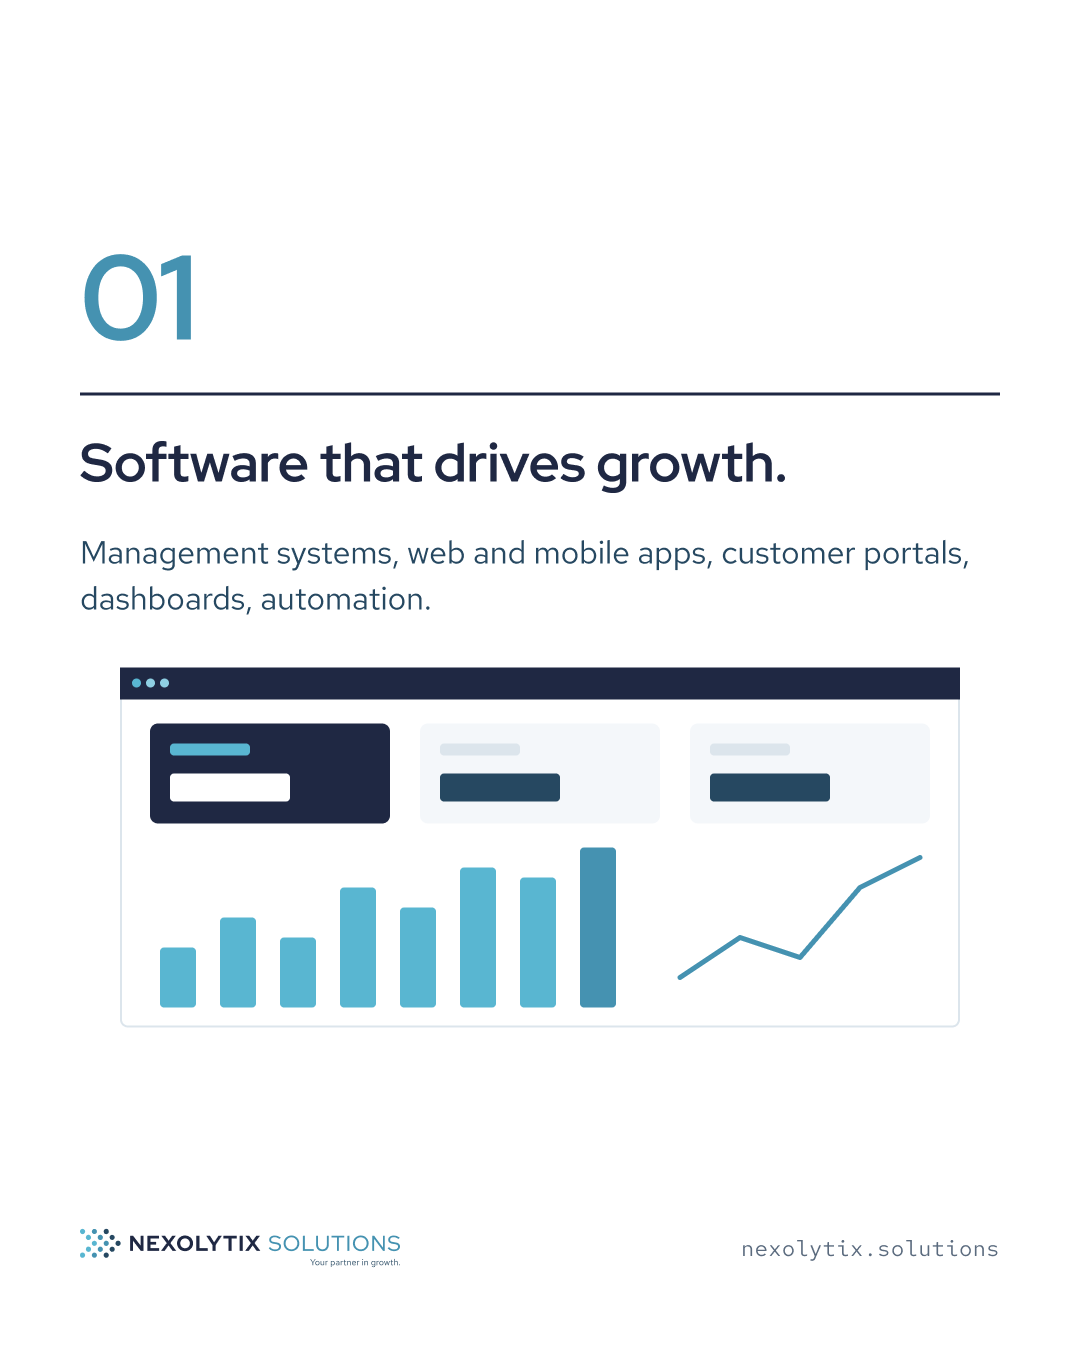 01
Software that drives growth.
Management systems, web and mobile apps, customer portals,
dashboards, automation.
NEXOLYTIX SOLUTIONS
Your partner in growth.
nexolytix.solutions